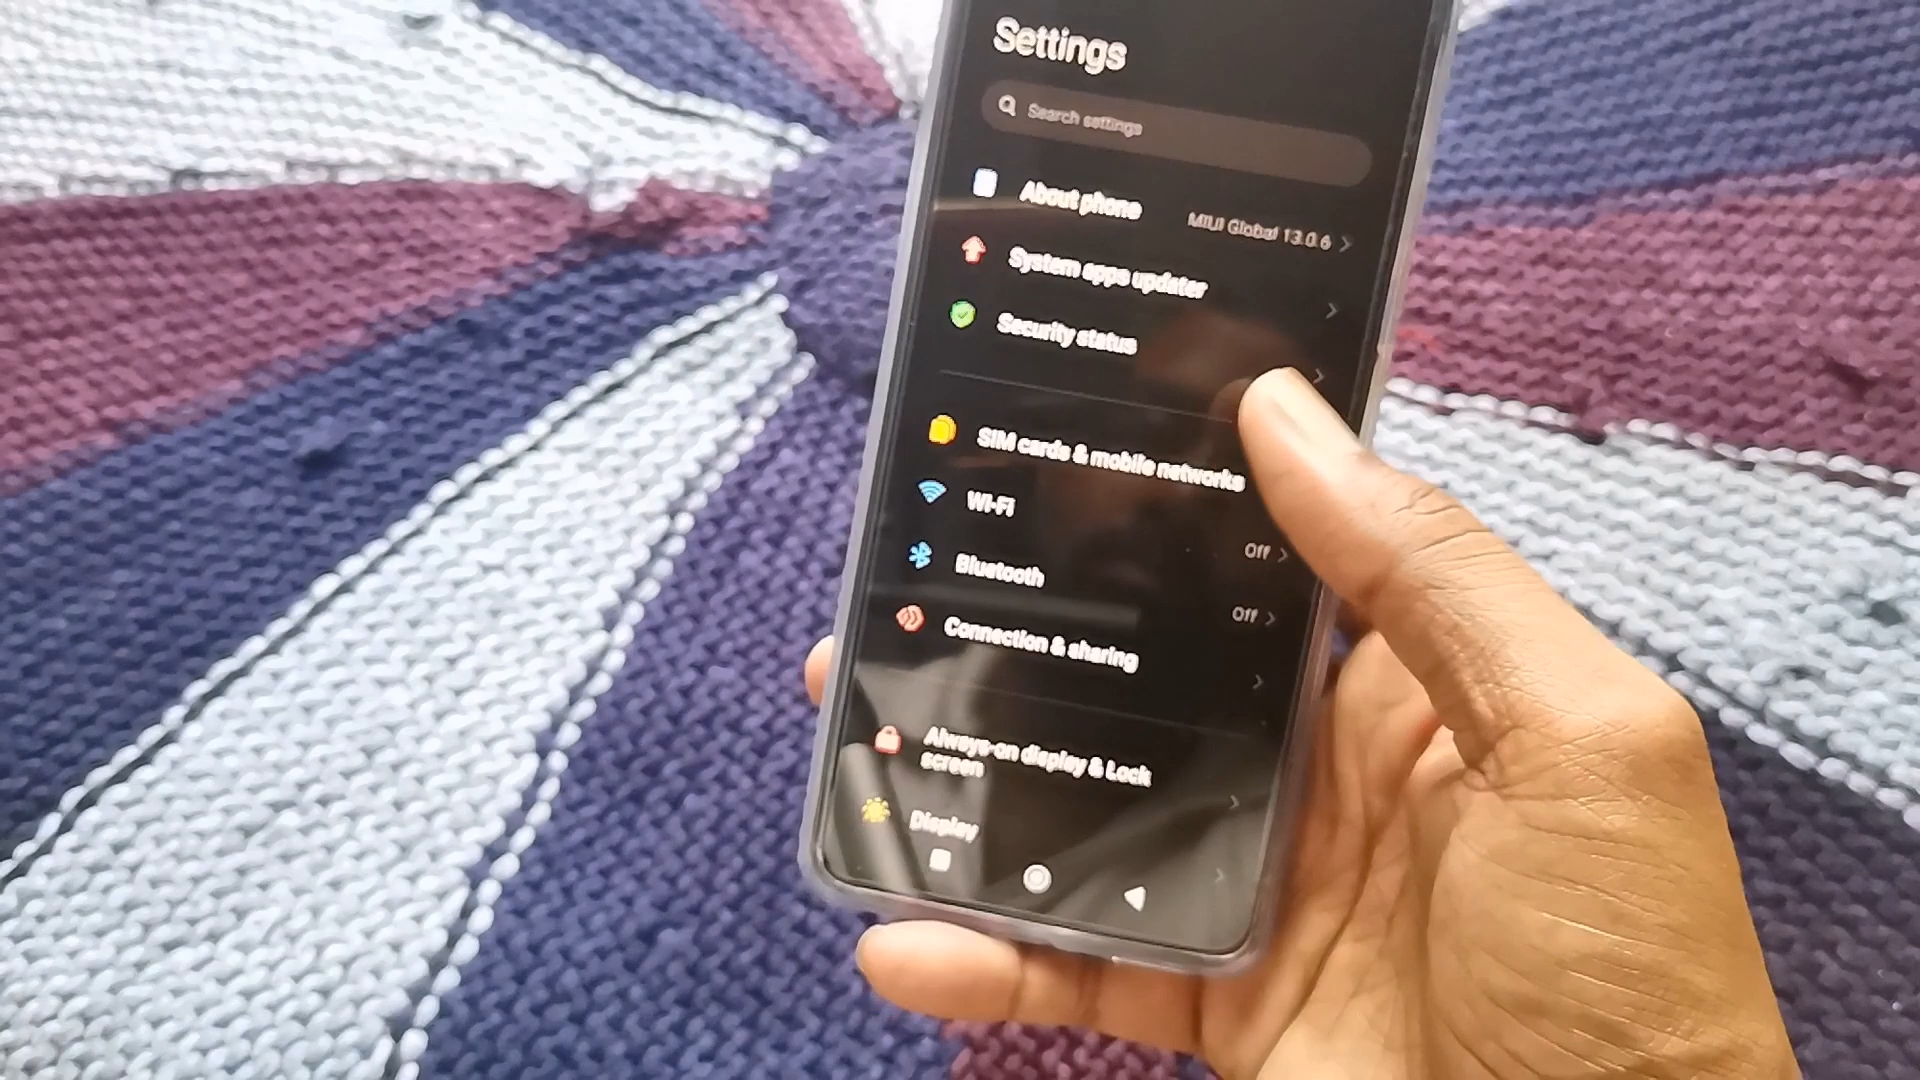 Settings
Search settings
About phone
MIUI Global 13.0.6
System apps updater
Security status
SIM cards & mobile networks
Wi-Fi
Off
Bluetooth
Off
Connection & sharing
Always-on display & Lock
screen
Display